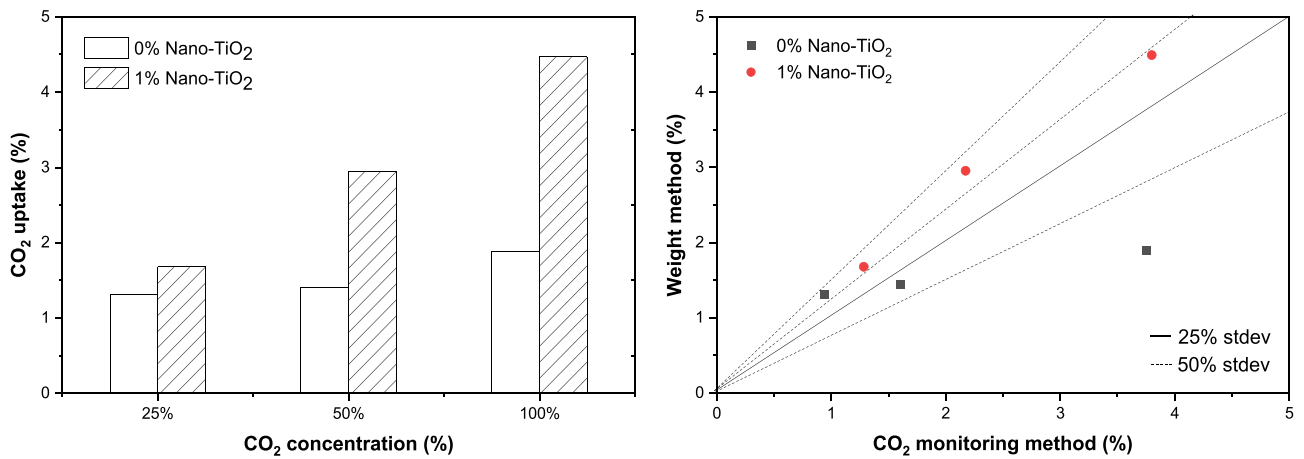 5
4
3
2
1
0
CO₂ uptake (%)
0% Nano-TiO₂
1% Nano-TiO₂
25%
50%
100%
CO₂ concentration (%)
5
4
3
2
1
0
Weight method (%)
0% Nano-TiO₂
1% Nano-TiO₂
25% stdev
50% stdev
0
1
2
3
4
5
CO₂ monitoring method (%)